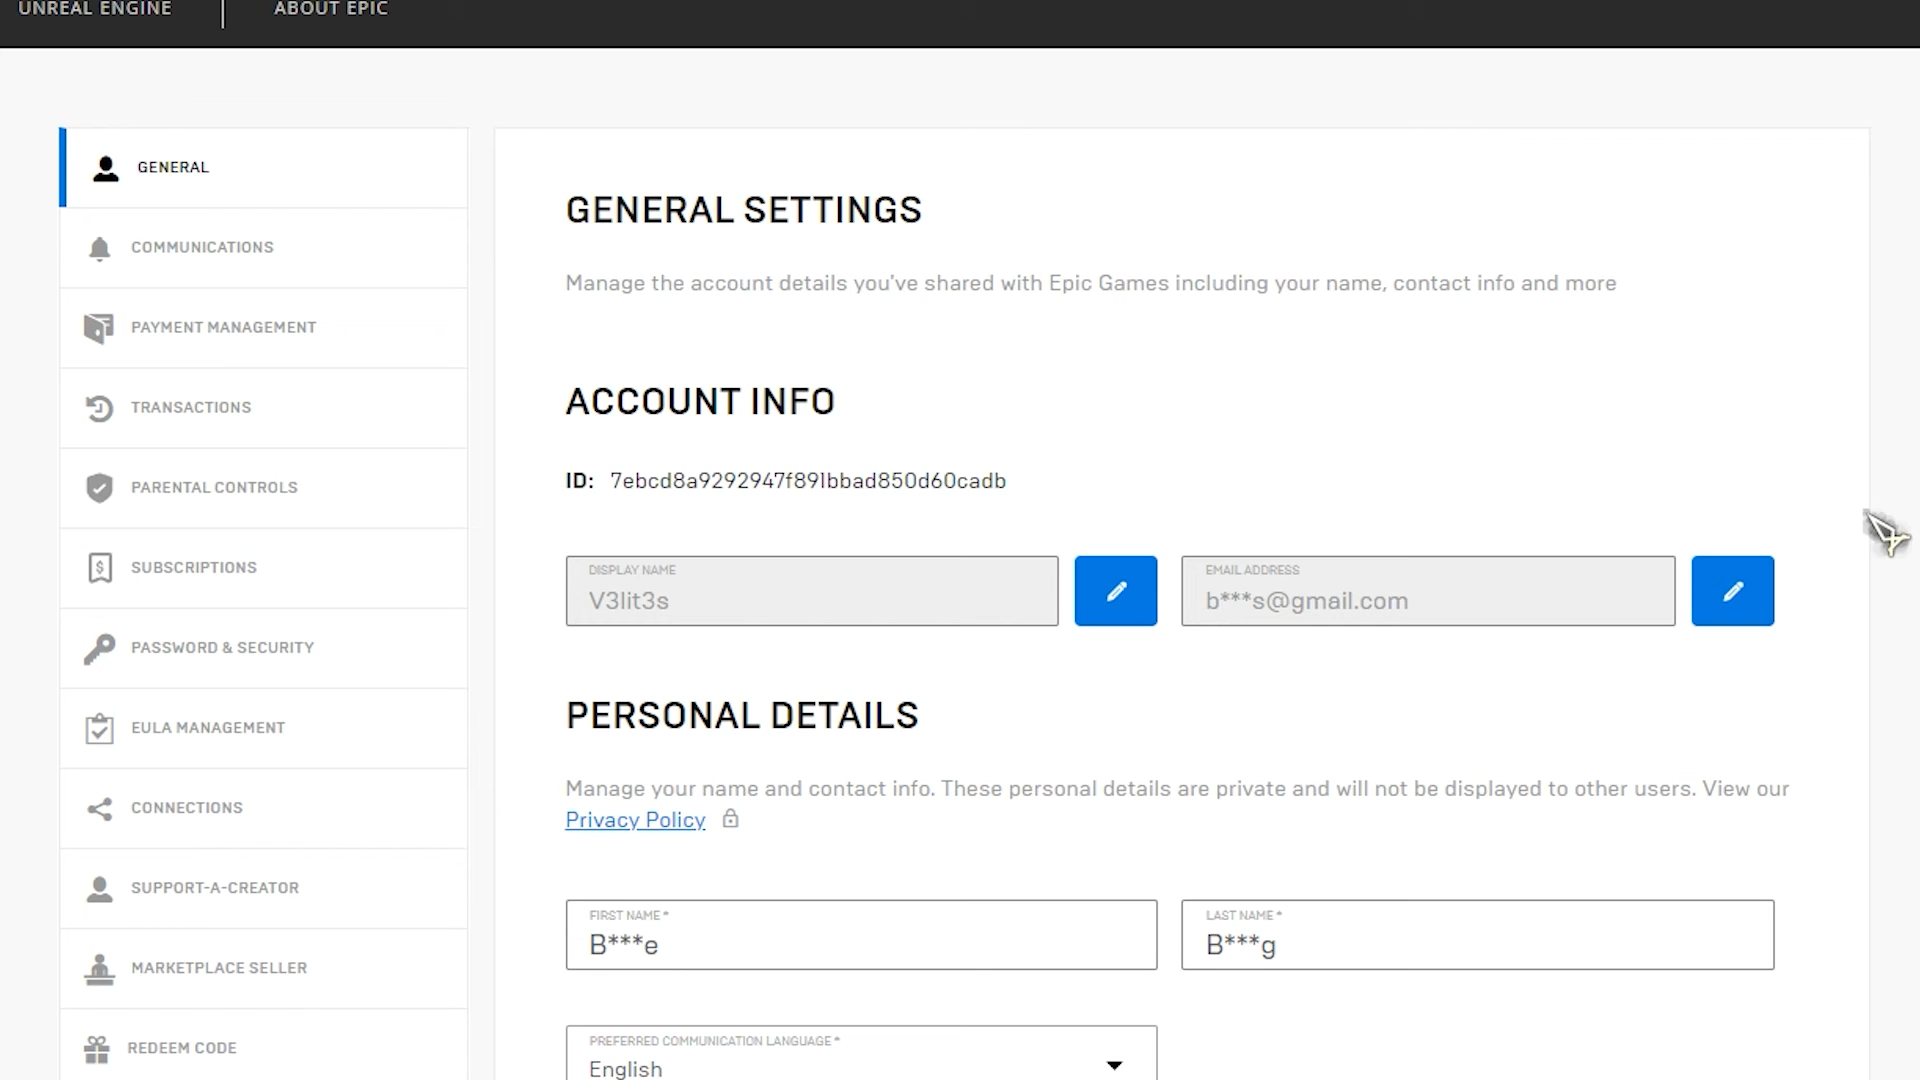 UNREAL ENGINE
ABOUT EPIC
GENERAL
COMMUNICATIONS
PAYMENT MANAGEMENT
TRANSACTIONS
PARENTAL CONTROLS
SUBSCRIPTIONS
PASSWORD & SECURITY
EULA MANAGEMENT
CONNECTIONS
SUPPORT-A-CREATOR
MARKETPLACE SELLER
REDEEM CODE
GENERAL SETTINGS
Manage the account details you've shared with Epic Games including your name, contact info and more
ACCOUNT INFO
ID: 7ebcd8a9292947f891bbad850d60cadb
DISPLAY NAME
V3lit3s
EMAIL ADDRESS
b***s@gmail.com
PERSONAL DETAILS
Manage your name and contact info. These personal details are private and will not be displayed to other users. View our
Privacy Policy
FIRST NAME *
B***e
LAST NAME *
B***g
PREFERRED COMMUNICATION LANGUAGE *
English